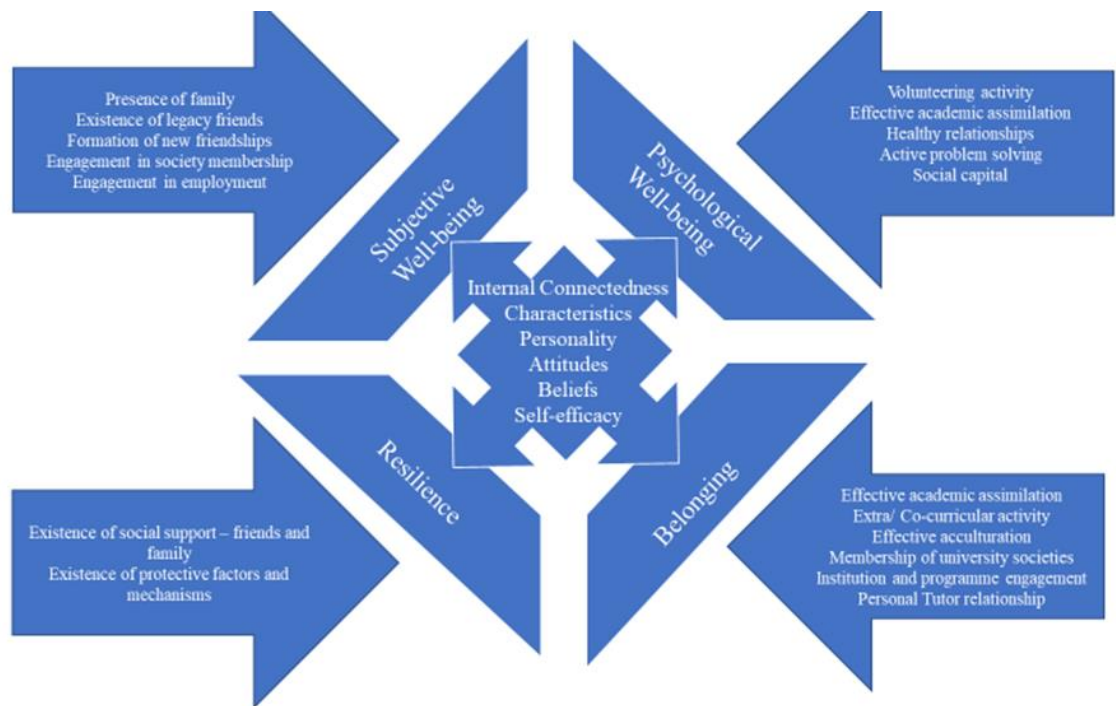 Presence of family
Existence of legacy friends
Formation of new friendships
Engagement in society membership
Engagement in employment
Subjective
Well-being
Psychological
Well-being
Volunteering activity
Effective academic assimilation
Healthy relationships
Active problem solving
Social capital
Internal Connectedness
Characteristics
Personality
Attitudes
Beliefs
Self-efficacy
Existence of social support – friends and
family
Existence of protective factors and
mechanisms
Resilience
Belonging
Effective academic assimilation
Extra/ Co-curricular activity
Effective acculturation
Membership of university societies
Institution and programme engagement
Personal Tutor relationship